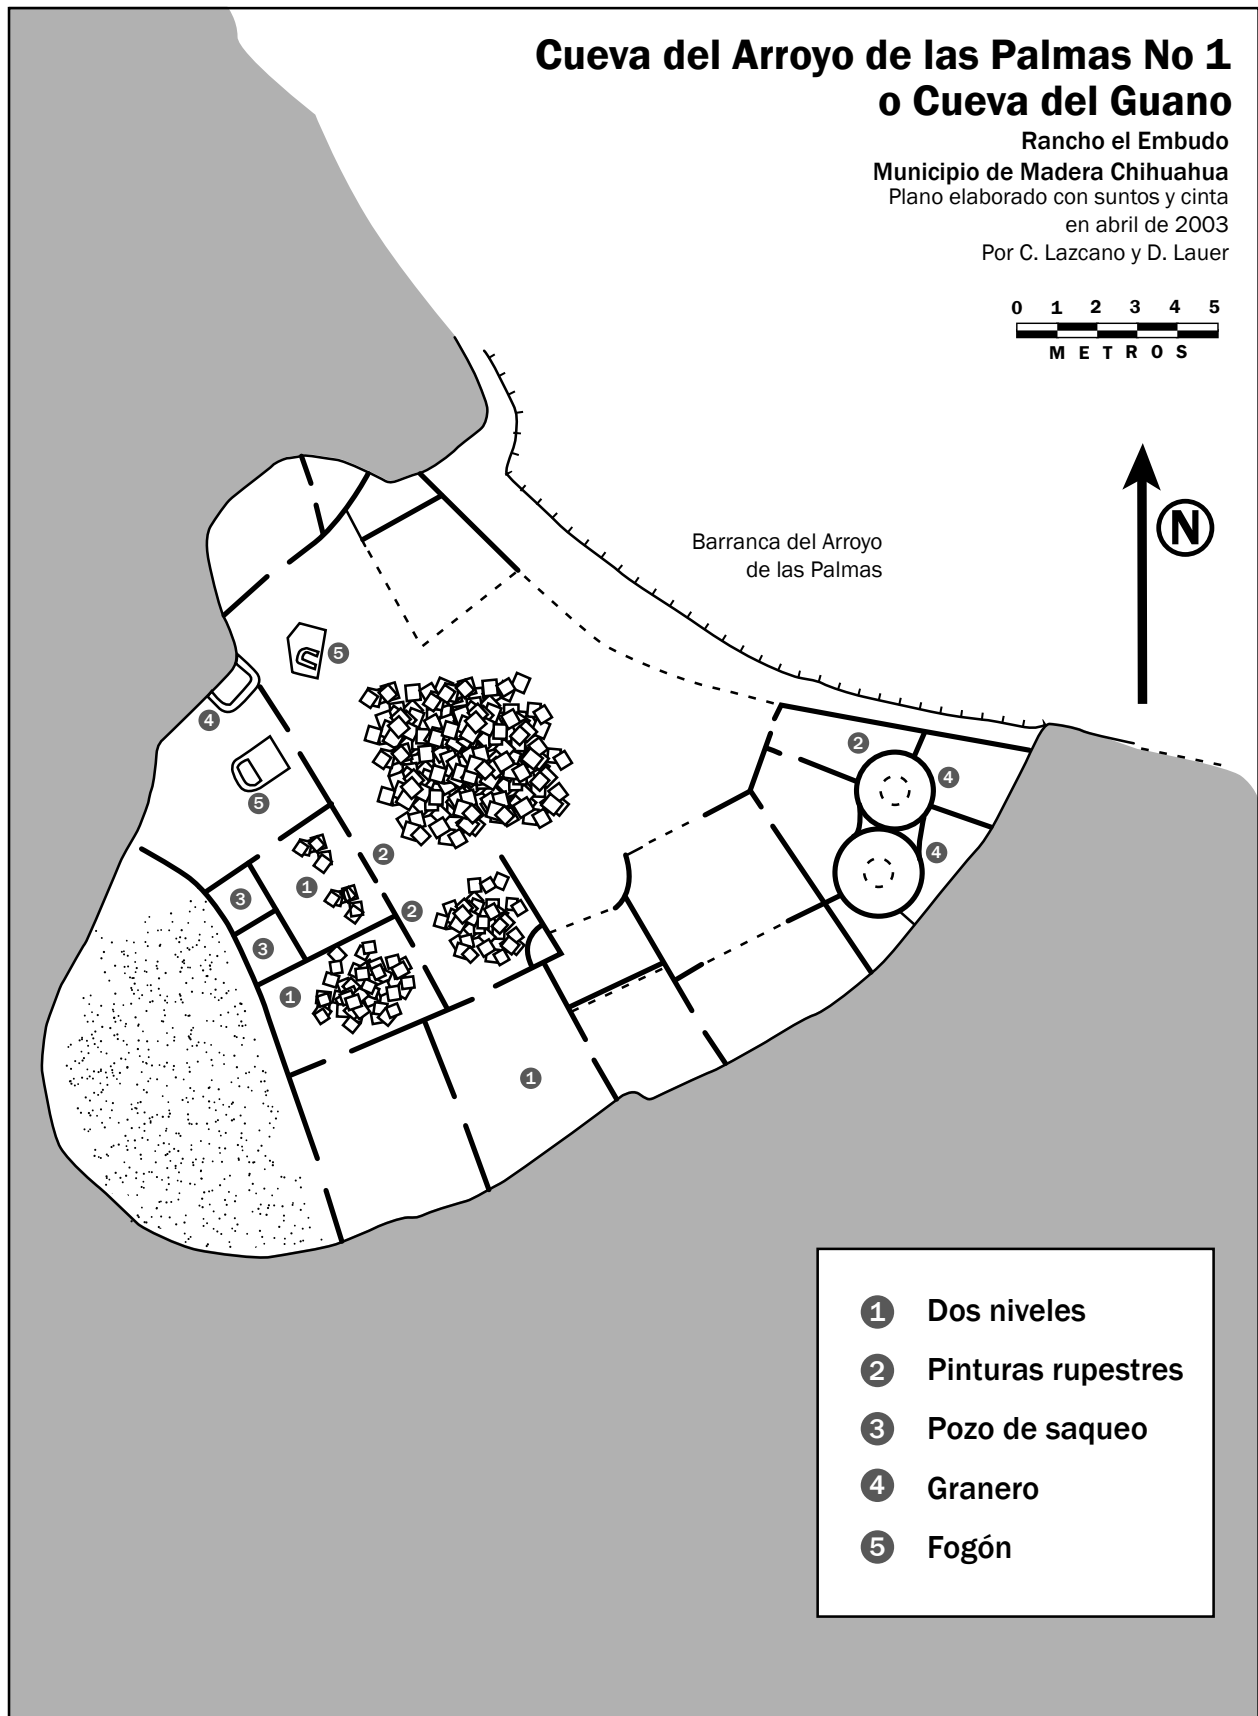 Cueva del Arroyo de las Palmas No 1
o Cueva del Guano
Rancho el Embudo
Municipio de Madera Chihuahua
Plano elaborado con suntos y cinta
en abril de 2003
Por C. Lazcano y D. Lauer
0 1 2 3 4 5
METROS
N
Barranca del Arroyo
de las Palmas
5
4
2
4
5
2
4
1
3
2
3
1
1
1 Dos niveles
2 Pinturas rupestres
3 Pozo de saqueo
4 Granero
5 Fogón